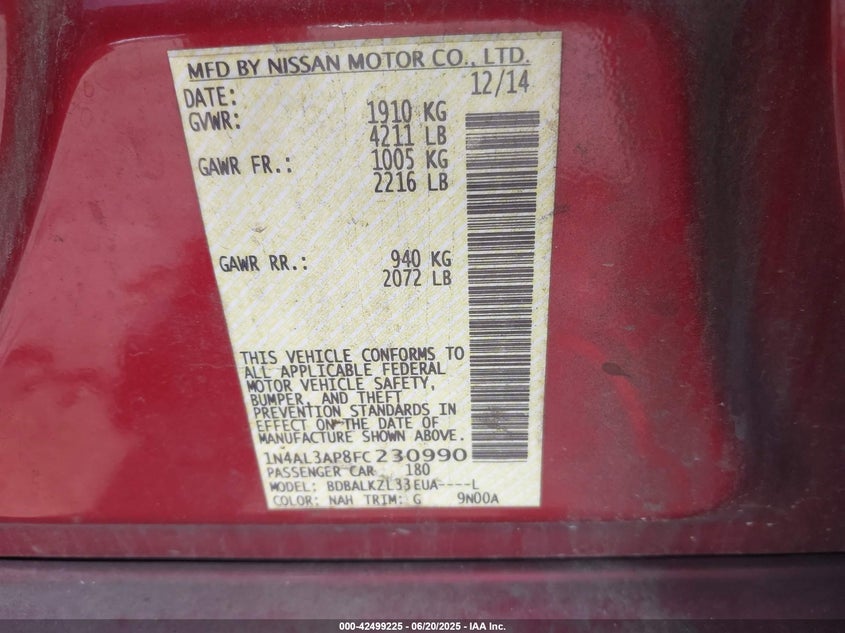 MFD BY NISSAN MOTOR CO., LTD.
DATE: 12/14
GVWR: 1910 KG
4211 LB
GAWR FR.: 1005 KG
2216 LB
GAWR RR.: 940 KG
2072 LB
THIS VEHICLE CONFORMS TO
ALL APPLICABLE FEDERAL
MOTOR VEHICLE SAFETY,
BUMPER, AND THEFT
PREVENTION STANDARDS IN
EFFECT ON THE DATE OF
MANUFACTURE SHOWN ABOVE.
1N4AL3AP8FC230990
PASSENGER CAR 180
MODEL: BDBALKZL33EUA----L
COLOR: NAH TRIM: G 9N00A
000-42499225 - 06/20/2025 - IAA Inc.